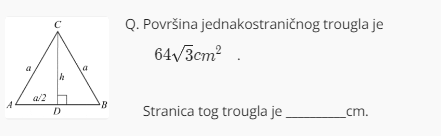 C
Q. Površina jednakostraničnog trougla je
64√3cm² .
a
a
h
a/2
A
B
D
Stranica tog trougla je _________cm.